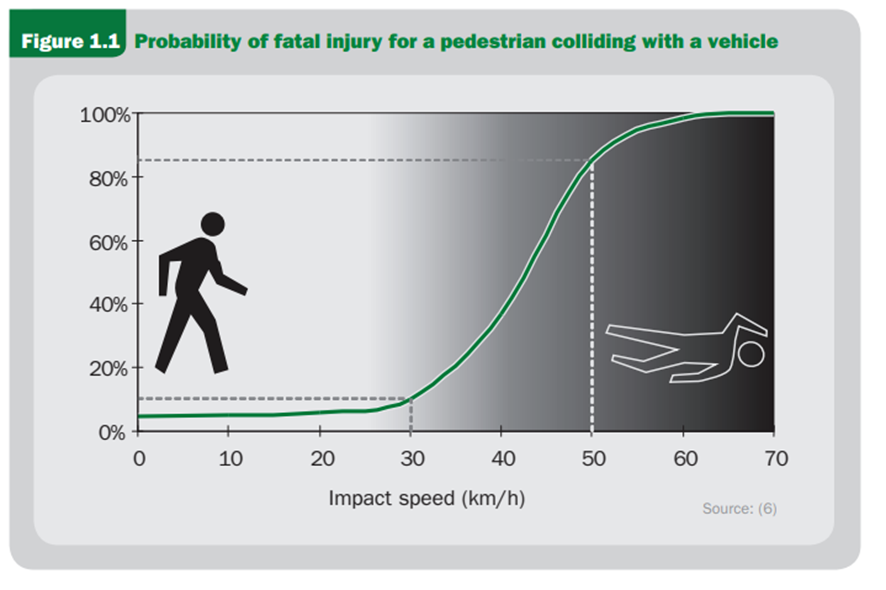 Figure 1.1 Probability of fatal injury for a pedestrian colliding with a vehicle
100%
80%
60%
40%
20%
0%
0 10 20 30 40 50 60 70
Impact speed (km/h)
Source: (6)